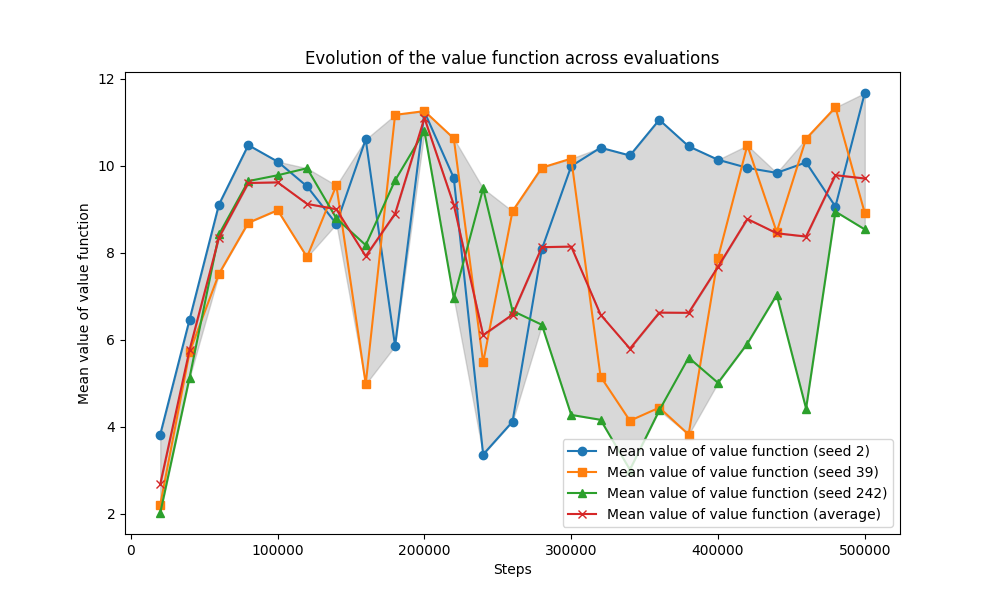 Evolution of the value function across evaluations
Mean value of value function
12
10
8
6
4
2
Mean value of value function (seed 2)
Mean value of value function (seed 39)
Mean value of value function (seed 242)
Mean value of value function (average)
0
100000
200000
300000
400000
500000
Steps